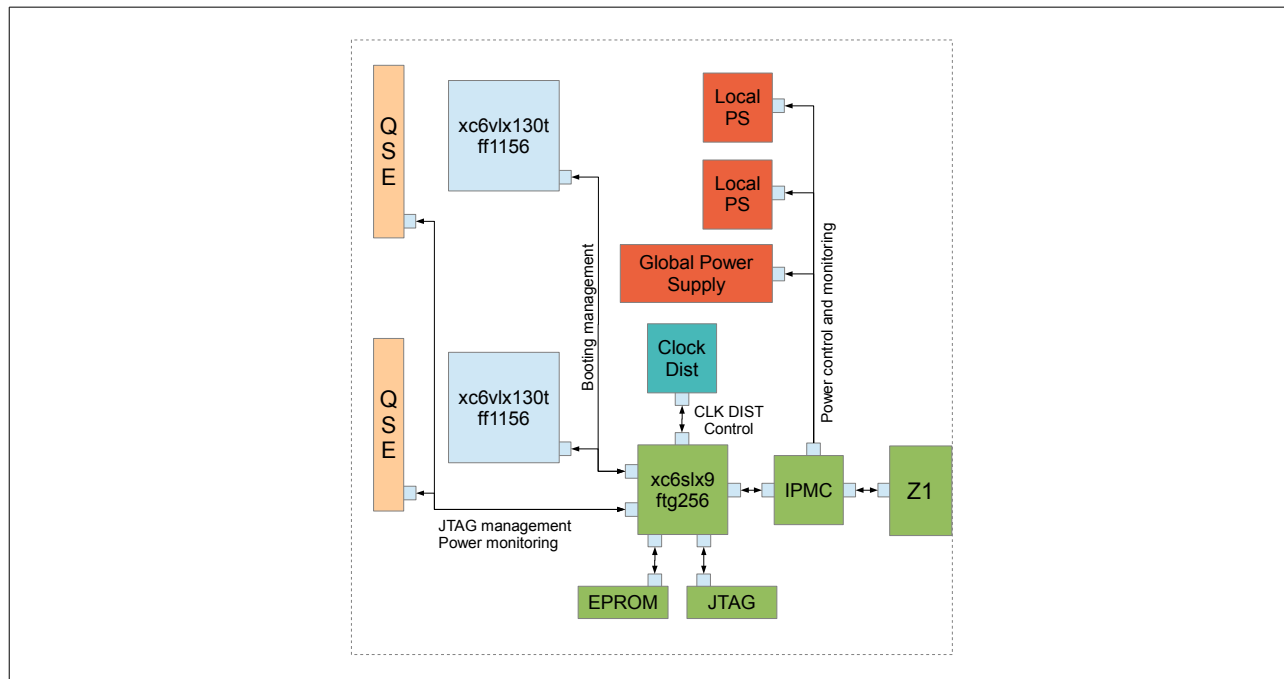 Q
S
E
xc6vlx130t
ff1156
Local
PS
Local
PS
Global Power
Supply
Booting management
Power control and monitoring
Q
S
E
xc6vlx130t
ff1156
Clock
Dist
CLK DIST
Control
xc6slx9
ftg256
IPMC
Z1
JTAG management
Power monitoring
EPROM
JTAG